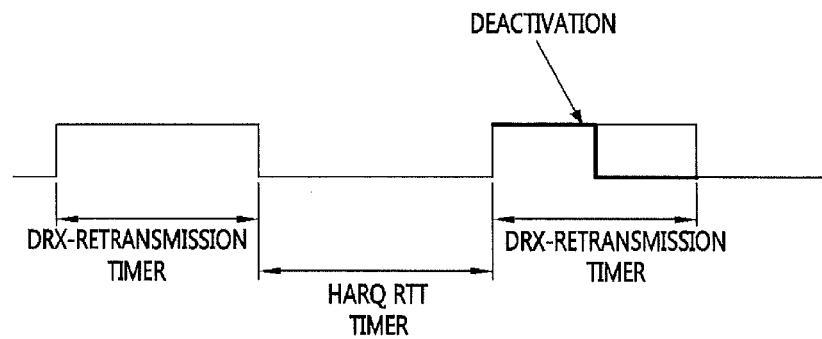 DEACTIVATION
DRX-RETRANSMISSION
TIMER
HARQ RTT
TIMER
DRX-RETRANSMISSION
TIMER